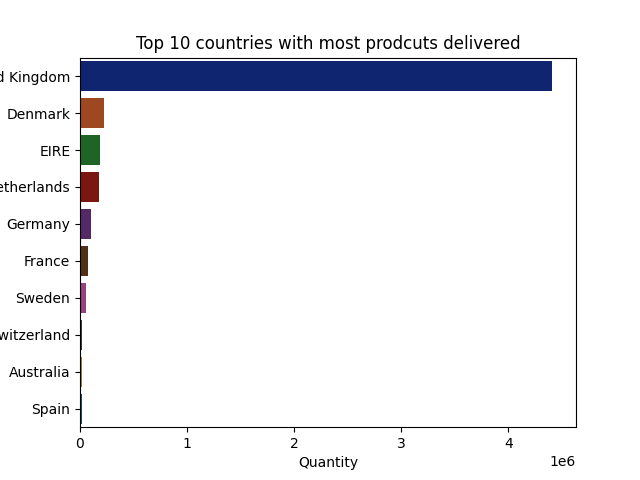 Top 10 countries with most prodcuts delivered
d Kingdom
Denmark
EIRE
etherlands
Germany
France
Sweden
witzerland
Australia
Spain
0 1 2 3 4
1e6
Quantity